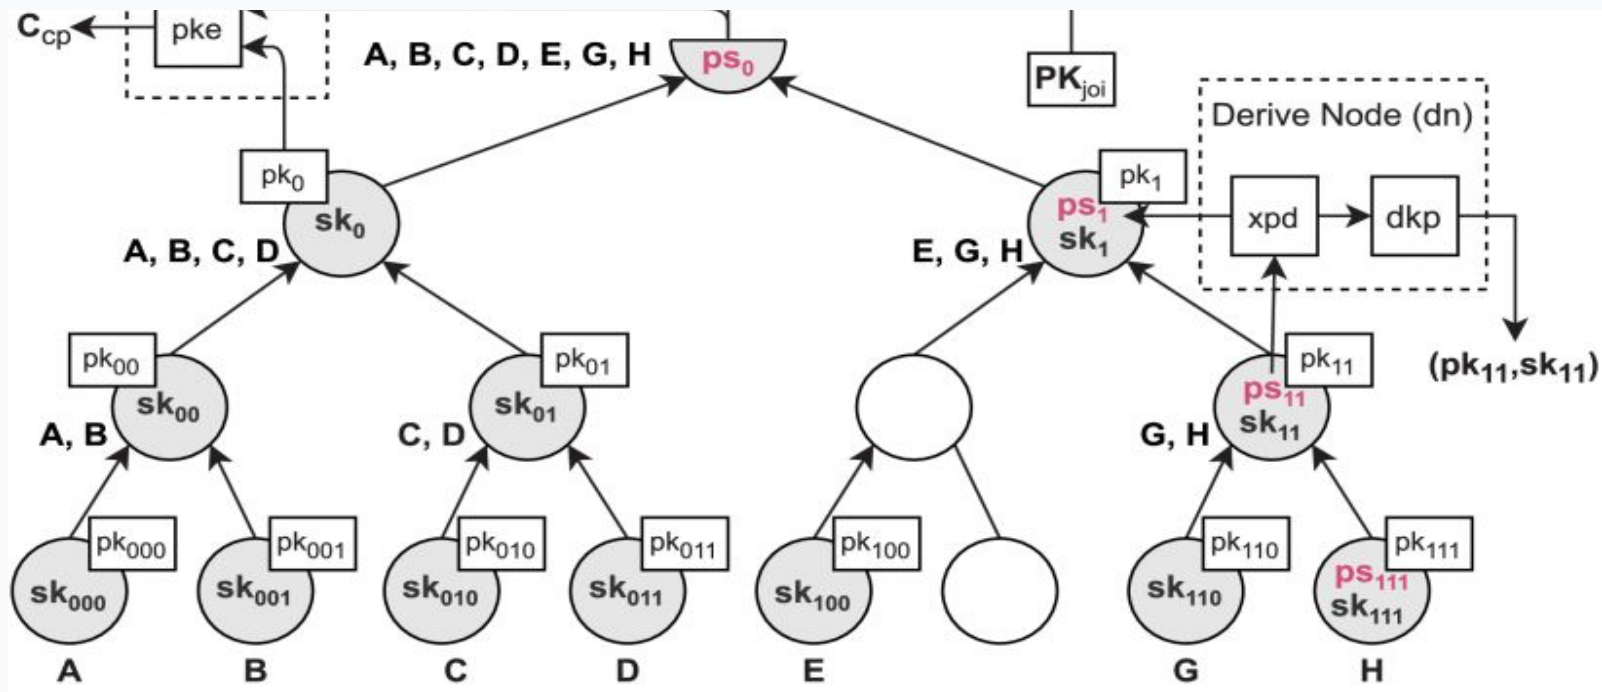 C_cp
pke
A, B, C, D, E, G, H
ps_0
PK_joi
Derive Node (dn)
pk_0
sk_0
A, B, C, D
pk_1
ps_1
sk_1
E, G, H
xpd
dkp
pk_00
sk_00
A, B
pk_01
sk_01
C, D
pk_11
ps_11
sk_11
G, H
(pk_11,sk_11)
pk_000
sk_000
pk_001
sk_001
pk_010
sk_010
pk_011
sk_011
pk_100
sk_100
pk_110
sk_110
pk_111
ps_111
sk_111
A
B
C
D
E
G
H